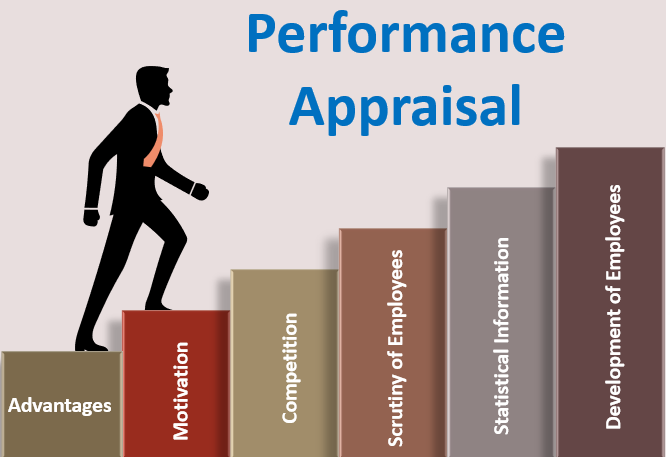 Performance
Appraisal
Advantages
Motivation
Competition
Scrutiny of Employees
Statistical Information
Development of Employees